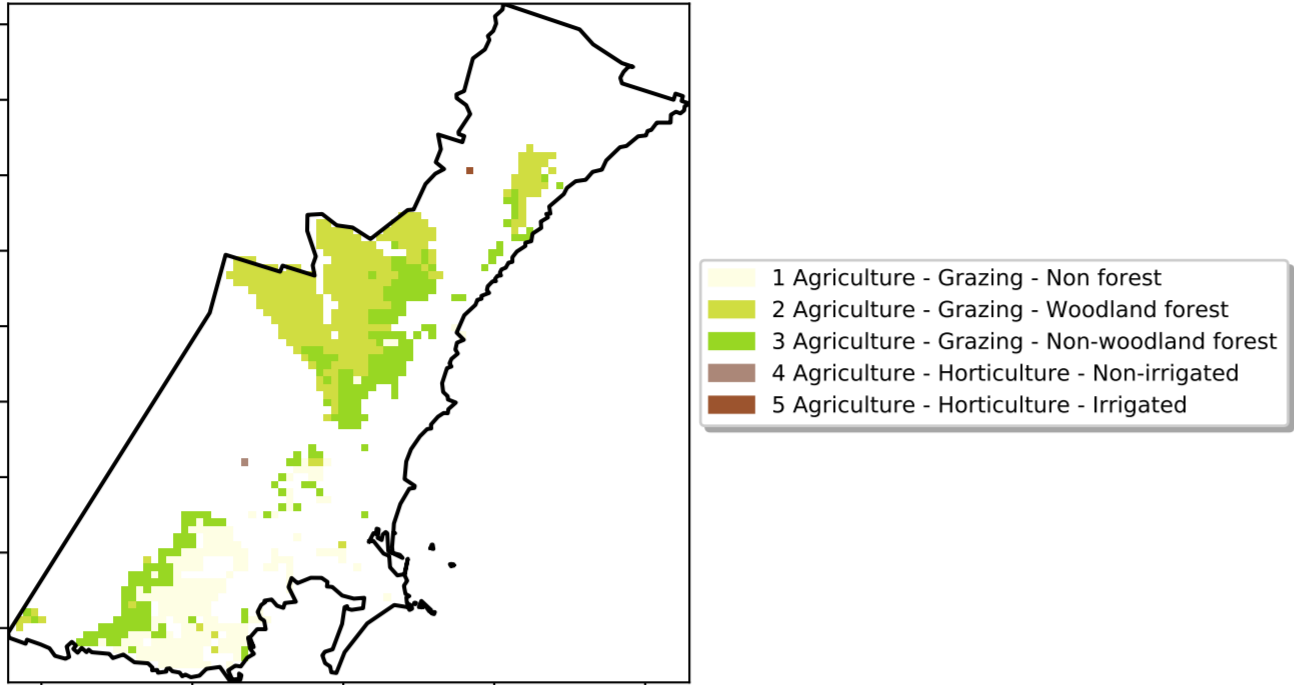 1 Agriculture - Grazing - Non forest
2 Agriculture - Grazing - Woodland forest
3 Agriculture - Grazing - Non-woodland forest
4 Agriculture - Horticulture - Non-irrigated
5 Agriculture - Horticulture - Irrigated